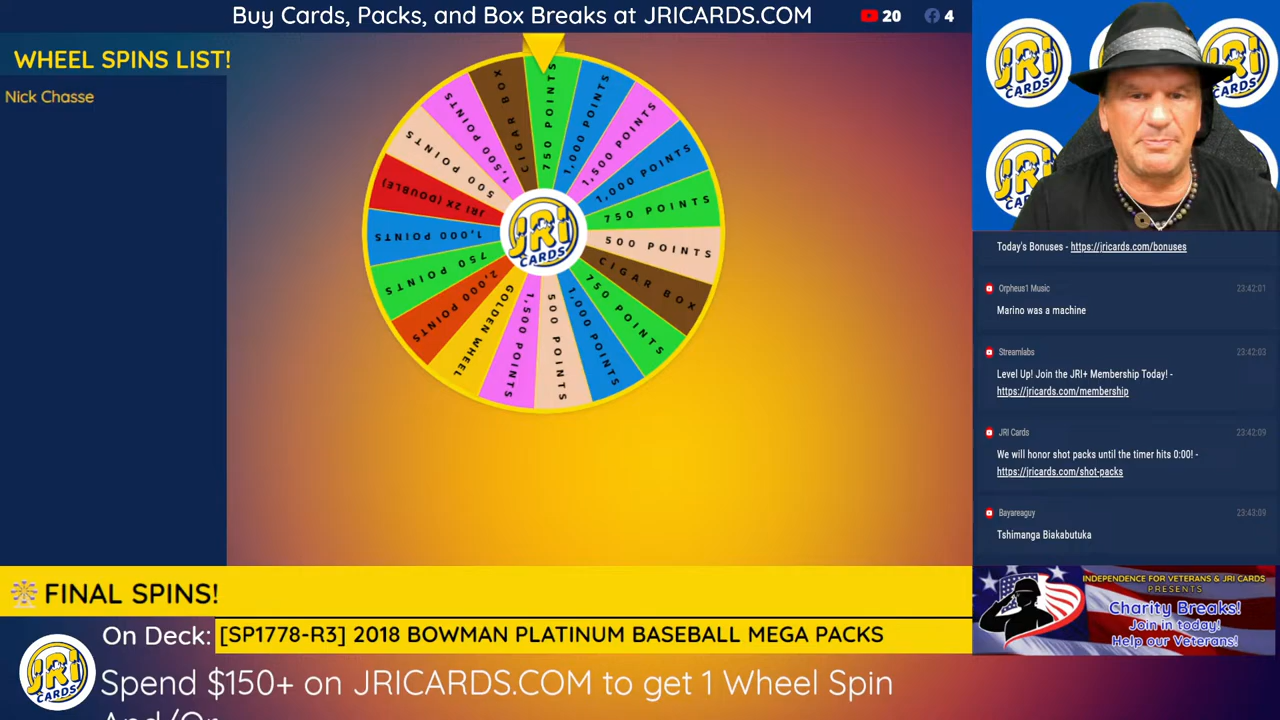 Buy Cards, Packs, and Box Breaks at JRICARDS.COM
20
4
WHEEL SPINS LIST!
Nick Chasse
750 POINTS
1,000 POINTS
1,500 POINTS
1,000 POINTS
750 POINTS
500 POINTS
CIGAR BOX
750 POINTS
1,000 POINTS
500 POINTS
1,500 POINTS
GOLDEN WHEEL
2,000 POINTS
750 POINTS
1,000 POINTS
JRI 2X (DOUBLE)
500 POINTS
1,500 POINTS
CIGAR BOX
JRI
CARDS
JRI
CARDS
JRI
CARDS
Today's Bonuses - https://jricards.com/bonuses
Orpheus1 Music 23:42:01
Marino was a machine
Streamlabs 23:42:03
Level Up! Join the JRI+ Membership Today! -
https://jricards.com/membership
JRI Cards 23:42:09
We will honor shot packs until the timer hits 0:00! -
https://jricards.com/shot-packs
Bayareaguy 23:43:09
Tshimanga Biakabutuka
FINAL SPINS!
INDEPENDENCE FOR VETERANS & JRI CARDS
PRESENTS
Charity Breaks!
Join in today!
Help our Veterans!
On Deck: [SP1778-R3] 2018 BOWMAN PLATINUM BASEBALL MEGA PACKS
JRI
CARDS
Spend $150+ on JRICARDS.COM to get 1 Wheel Spin
And/Or